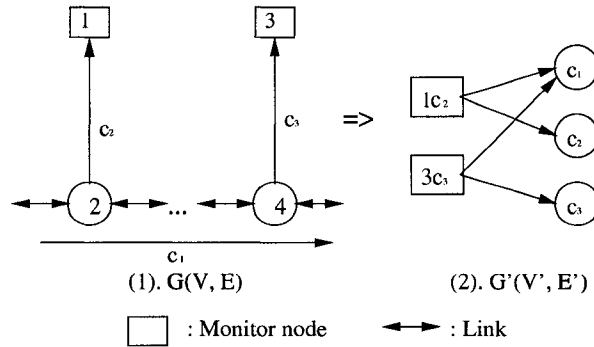 1
3
c₂
c₃
=>
1c₂
3c₃
c₁
c₂
c₃
2
...
4
c₁
(1). G(V, E)
(2). G'(V', E')
: Monitor node
: Link